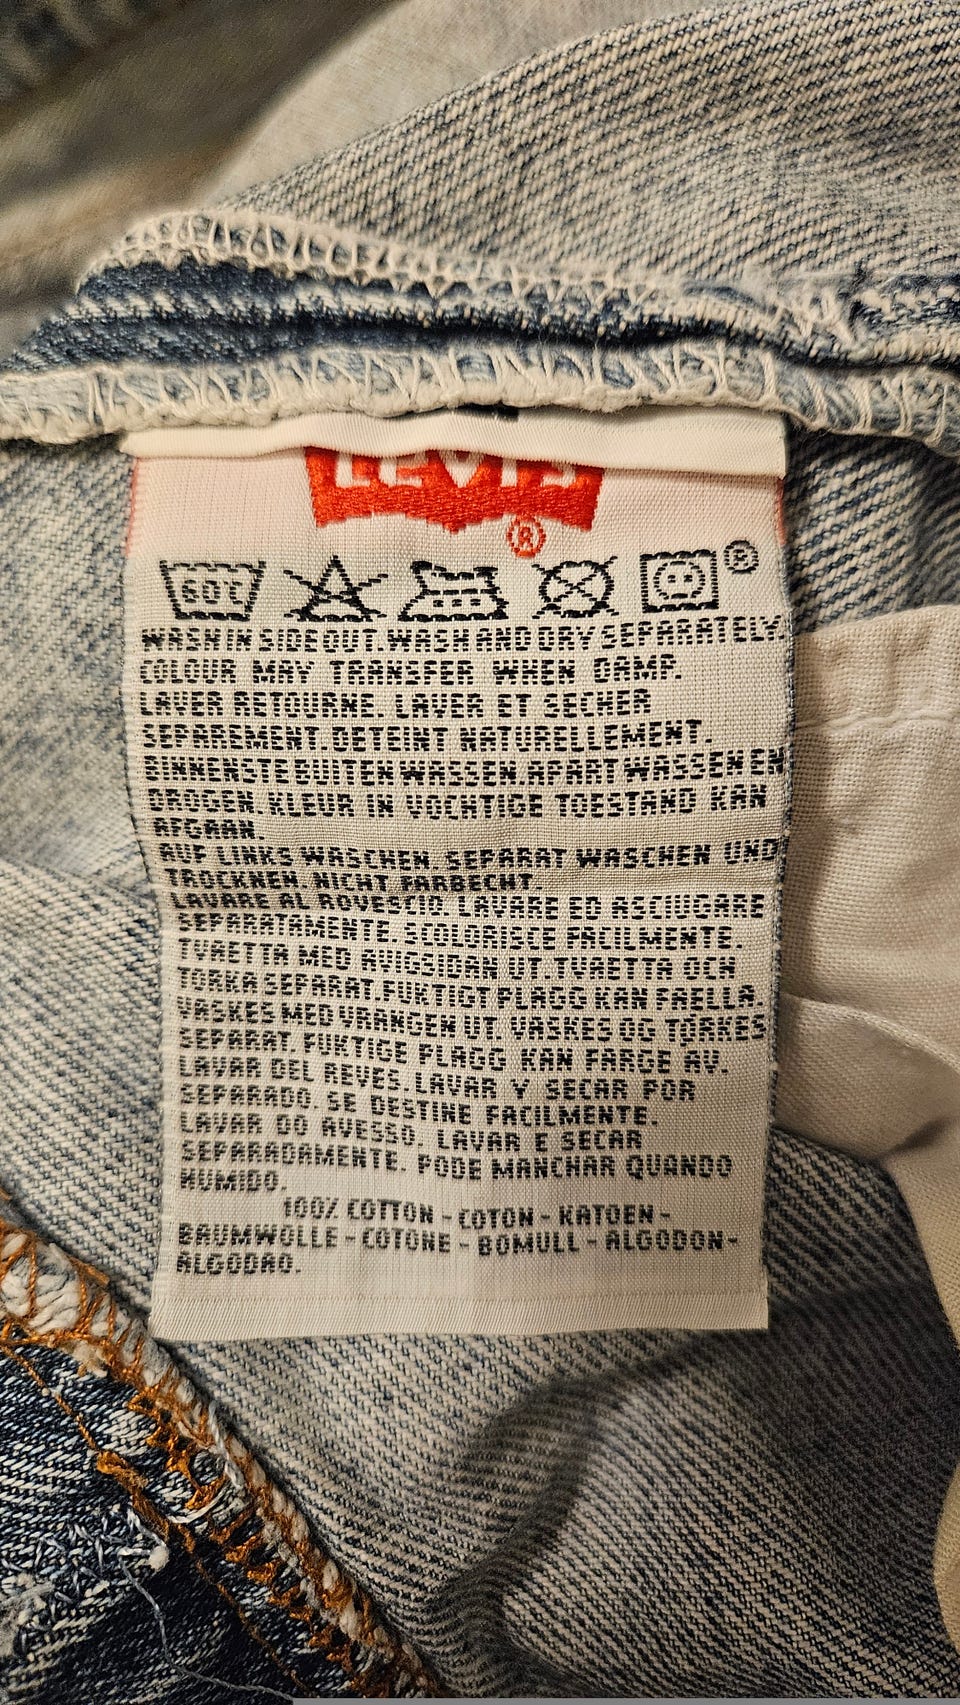 LEVI'S
®
60°C ®
WASH INSIDE OUT. WASH AND DRY SEPARATELY.
COLOUR MAY TRANSFER WHEN DAMP.
LAVER RETOURNE. LAVER ET SECHER
SEPAREMENT. DETEINT NATURELLEMENT.
BINNENSTE BUITEN WASSEN. APART WASSEN EN
DROGEN. KLEUR IN VOCHTIGE TOESTAND KAN
AFGAAN.
AUF LINKS WASCHEN. SEPARAT WASCHEN UND
TROCKNEN. NICHT FARBECHT.
LAVARE AL ROVESCIO. LAVARE ED ASCIUGARE
SEPARATAMENTE. SCOLORISCE FACILMENTE.
TVAETTA MED AVIGSIDAN UT. TVAETTA OCH
TORKA SEPARAT. FUKTIGT PLAGG KAN FAELLA.
VASKES MED VRANGEN UT. VASKES OG TØRKES
SEPARAT. FUKTIGE PLAGG KAN FARGE AV.
LAVAR DEL REVES. LAVAR Y SECAR POR
SEPARADO. SE DESTINE FACILMENTE.
LAVAR DO AVESSO. LAVAR E SECAR
SEPARADAMENTE. PODE MANCHAR QUANDO
HUMIDO.
100% COTTON - COTON - KATOEN -
BAUMWOLLE - COTONE - BOMULL - ALGODON -
ALGODAO.